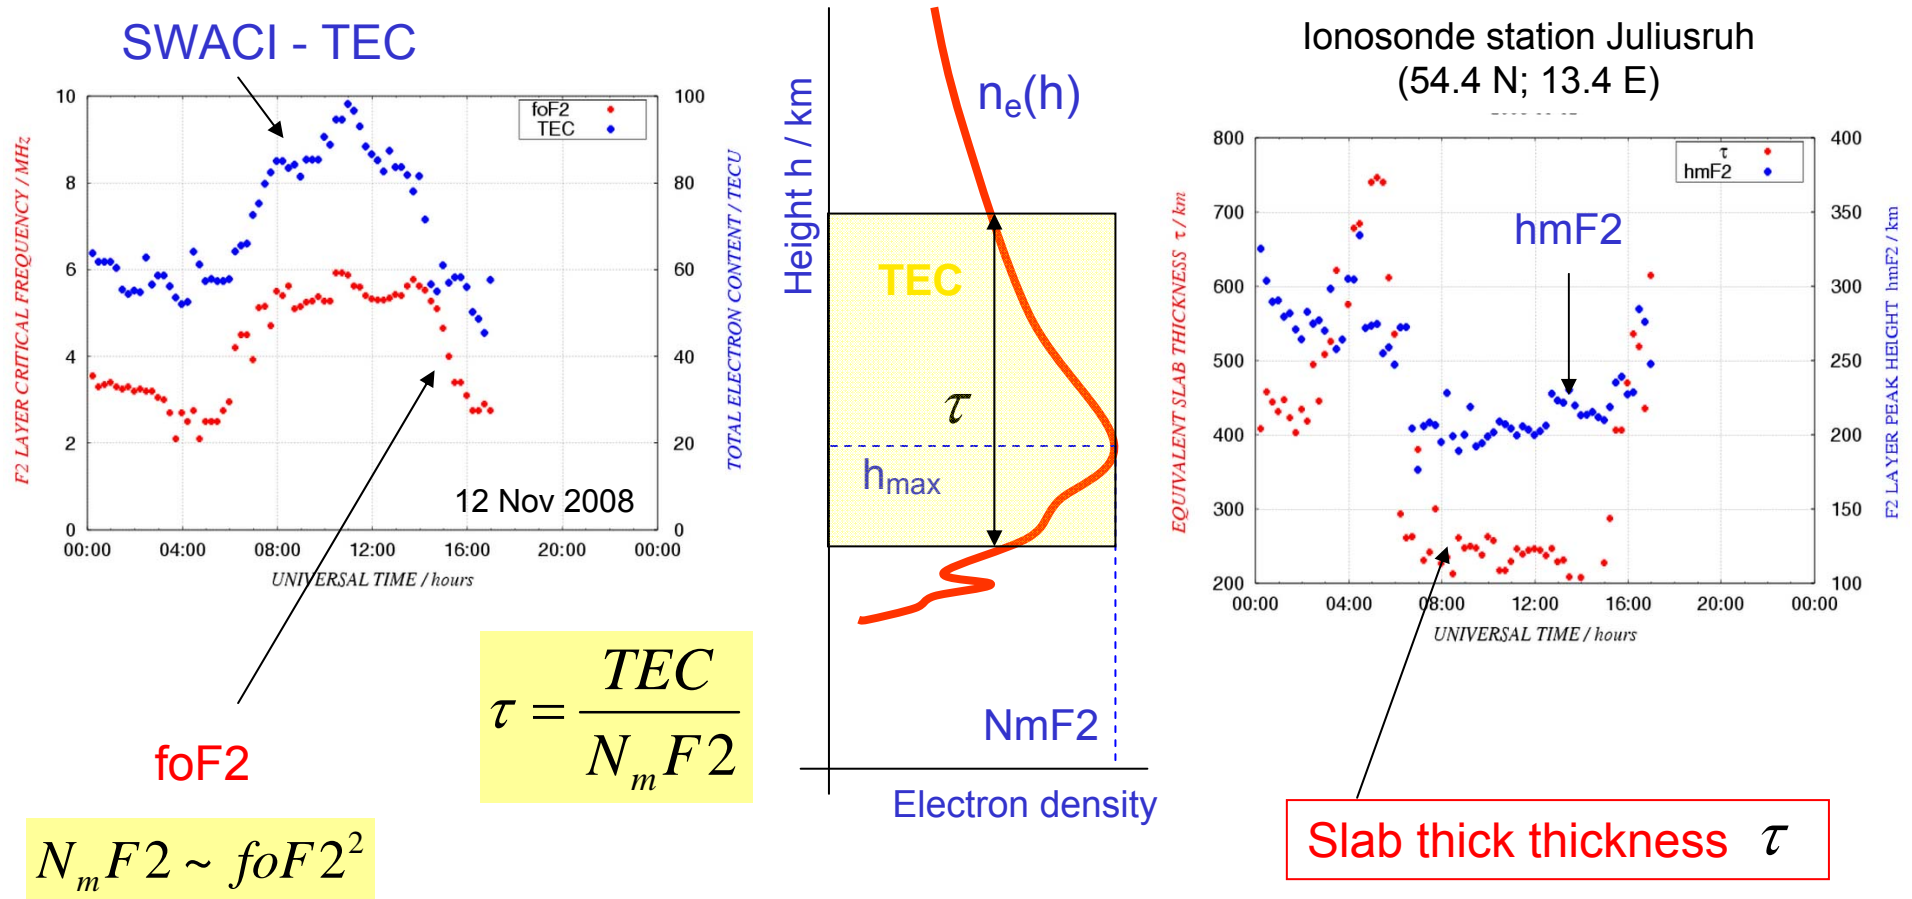 SWACI - TEC
10
8
6
4
2
0
F2 LAYER CRITICAL FREQUENCY / MHz
foF2
TEC
100
80
60
40
20
0
TOTAL ELECTRON CONTENT / TECU
12 Nov 2008
00:00 04:00 08:00 12:00 16:00 20:00 00:00
UNIVERSAL TIME / hours
foF2
N_mF2 ~ foF2²
τ = TEC / N_mF2
Height h / km
nₑ(h)
TEC
τ
h_max
NmF2
Electron density
Ionosonde station Juliusruh
(54.4 N; 13.4 E)
800
700
600
500
400
300
200
EQUIVALENT SLAB THICKNESS τ / km
τ
hmF2
400
350
300
250
200
150
100
F2 LAYER PEAK HEIGHT hmF2 / km
hmF2
00:00 04:00 08:00 12:00 16:00 20:00 00:00
UNIVERSAL TIME / hours
Slab thick thickness τ